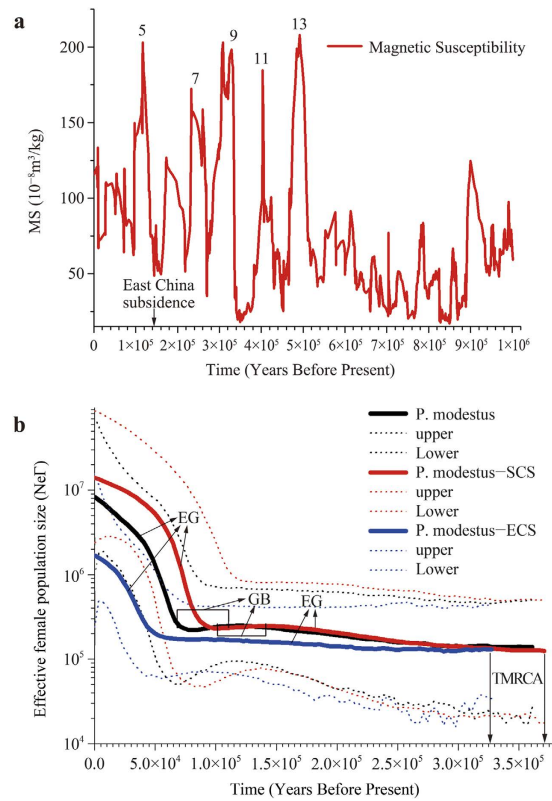 a
5
7
9
11
13
Magnetic Susceptibility
200
150
100
50
MS (10⁻⁸m³/kg)
East China
subsidence
0 1×10⁵ 2×10⁵ 3×10⁵ 4×10⁵ 5×10⁵ 6×10⁵ 7×10⁵ 8×10⁵ 9×10⁵ 1×10⁶
Time (Years Before Present)
b
P. modestus
upper
Lower
P. modestus−SCS
upper
Lower
P. modestus−ECS
upper
Lower
10⁷
10⁶
10⁵
10⁴
Effective female population size (NeΓ)
EG
GB
EG
TMRCA
0.0 5.0×10⁴ 1.0×10⁵ 1.5×10⁵ 2.0×10⁵ 2.5×10⁵ 3.0×10⁵ 3.5×10⁵
Time (Years Before Present)